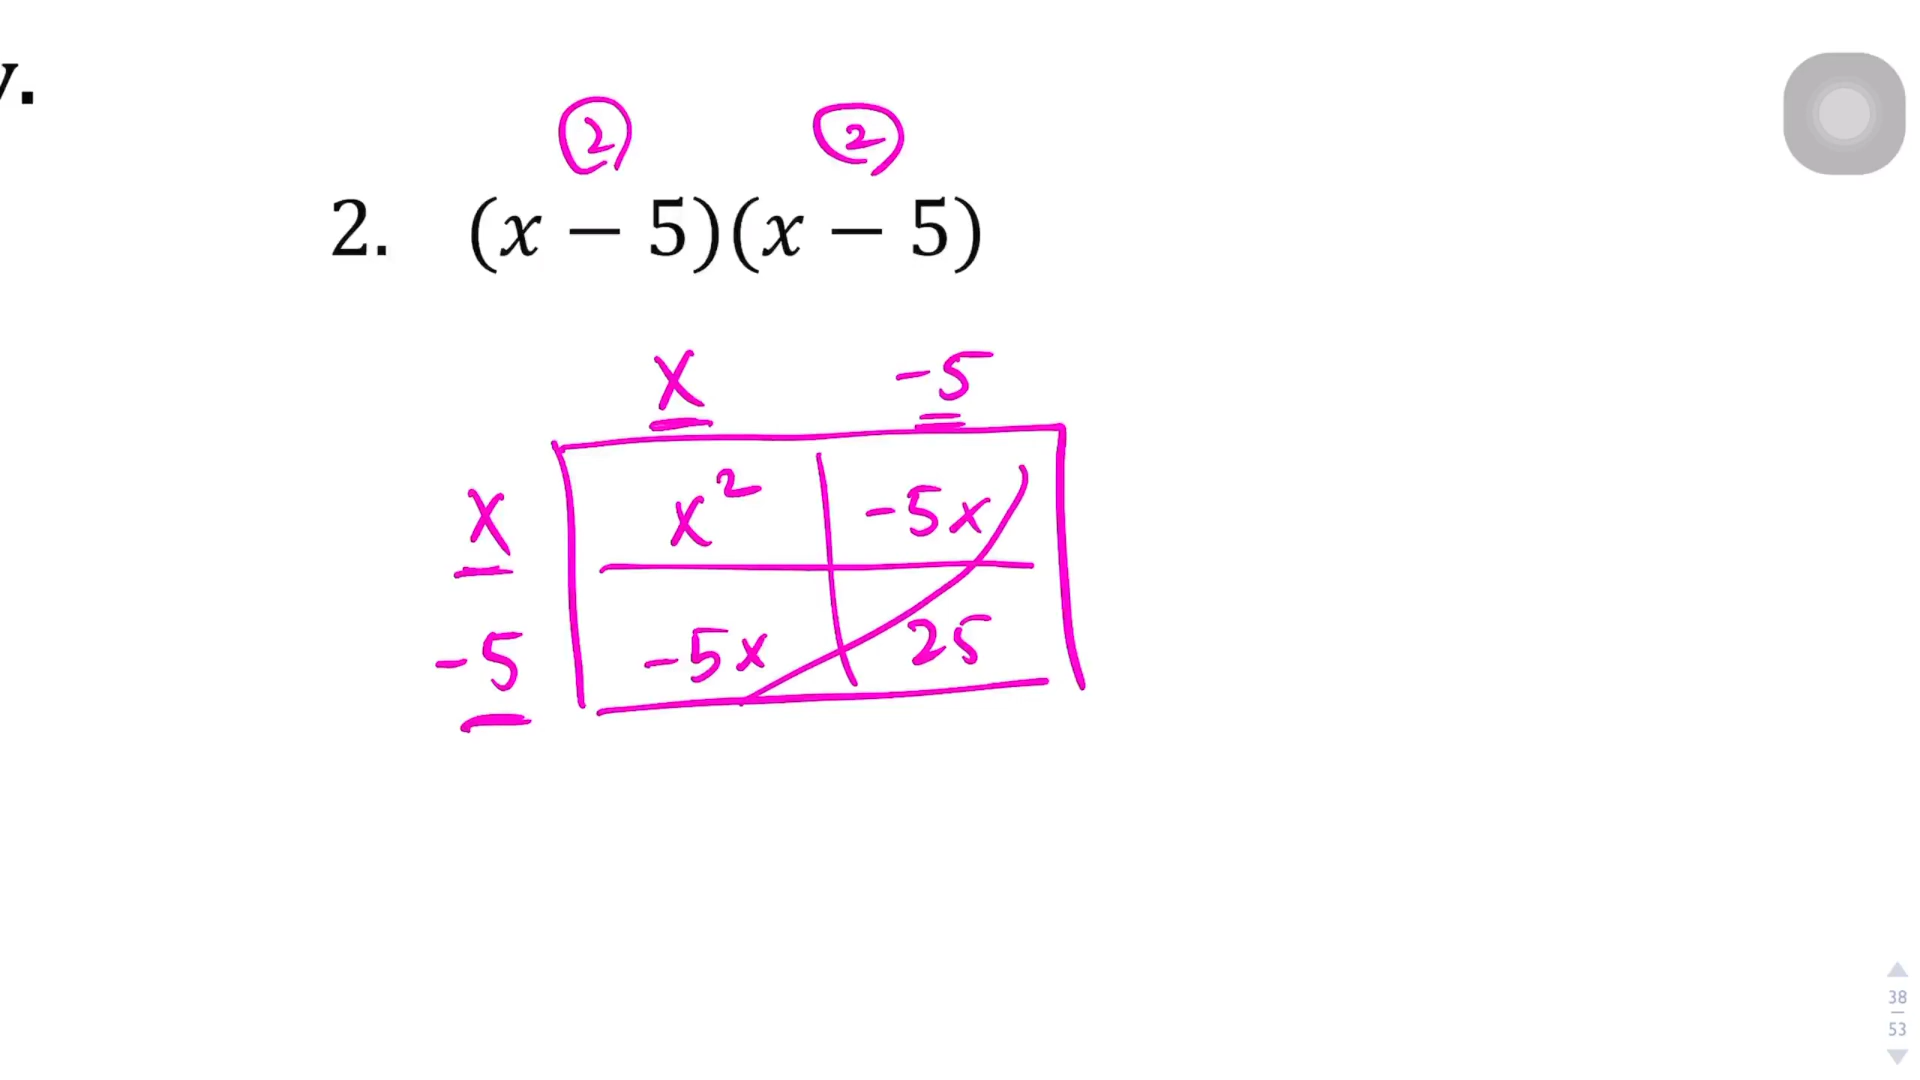 .
② ②
2. (x − 5)(x − 5)
x -5
x x² -5x
-5 -5x 25
38
53